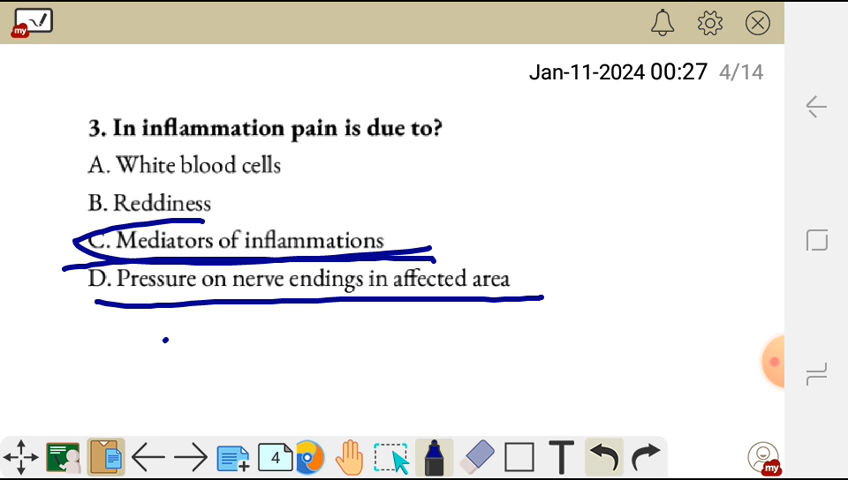 my
Jan-11-2024 00:27 4/14
3. In inflammation pain is due to?
A. White blood cells
B. Reddiness
C. Mediators of inflammations
D. Pressure on nerve endings in affected area
4
T
my